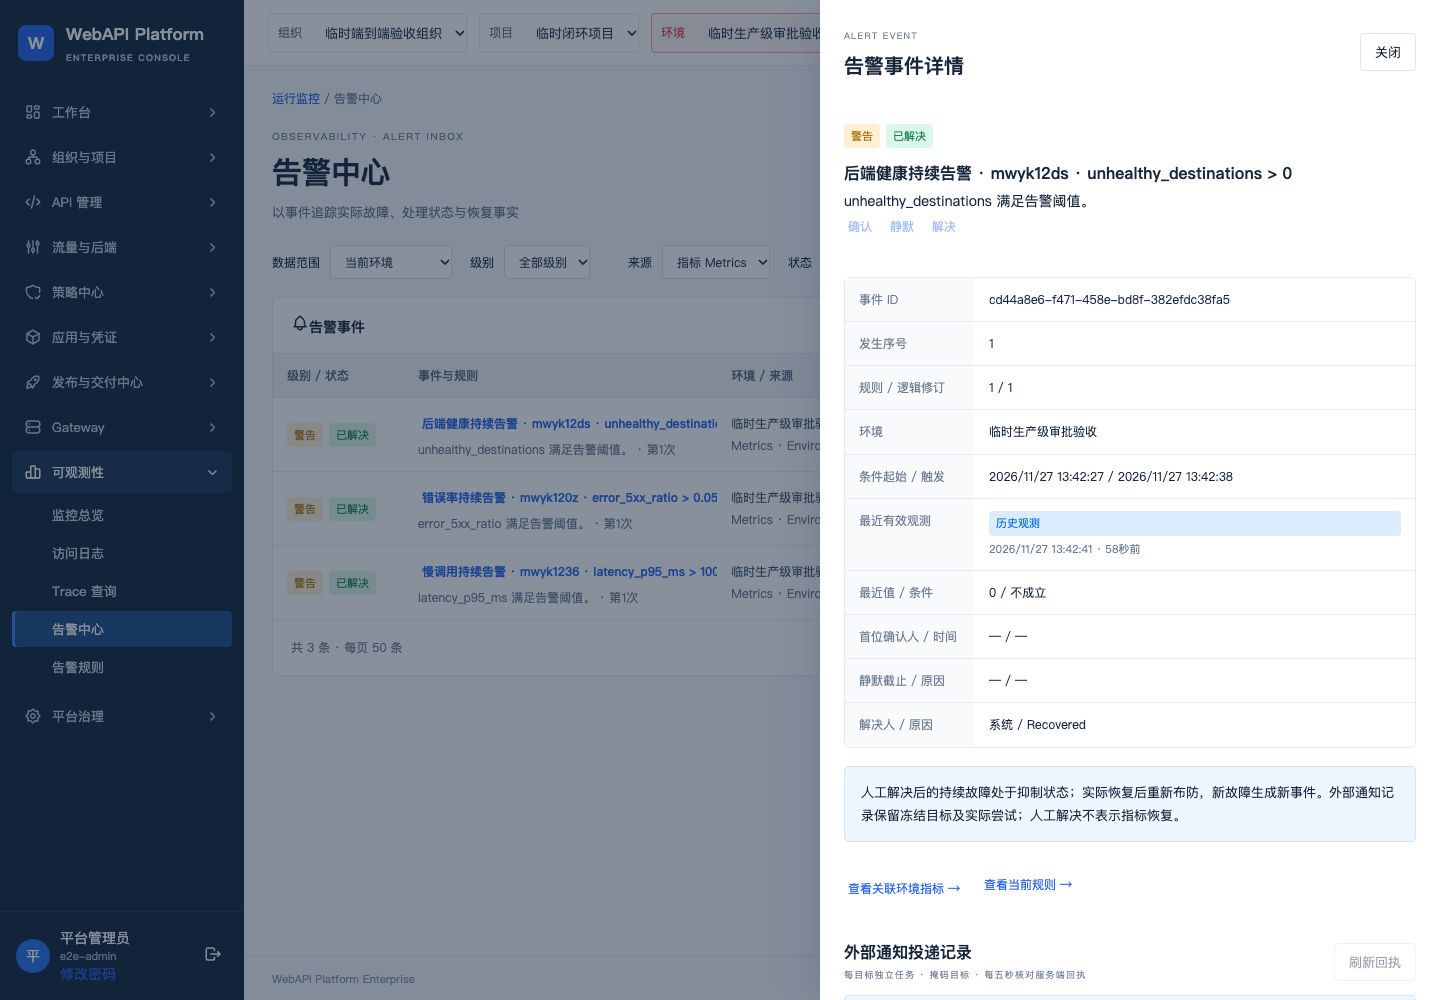 W
WebAPI Platform
ENTERPRISE CONSOLE
工作台
组织与项目
API 管理
流量与后端
策略中心
应用与凭证
发布与交付中心
Gateway
可观测性
监控总览
访问日志
Trace 查询
告警中心
告警规则
平台治理
平
平台管理员
e2e-admin
修改密码
组织 临时端到端验收组织
项目 临时闭环项目
环境 临时生产级审批验收
运行监控 / 告警中心
OBSERVABILITY · ALERT INBOX
告警中心
以事件追踪实际故障、处理状态与恢复事实
数据范围 当前环境 级别 全部级别 来源 指标 Metrics 状态
告警事件
级别 / 状态 事件与规则 环境 / 来源
警告 已解决 后端健康持续告警 · mwyk12ds · unhealthy_destinati 临时生产级审批
unhealthy_destinations 满足告警阈值。 · 第1次 Metrics · Enviro
警告 已解决 错误率持续告警 · mwyk120z · error_5xx_ratio > 0.05 临时生产级审批
error_5xx_ratio 满足告警阈值。 · 第1次 Metrics · Enviro
警告 已解决 慢调用持续告警 · mwyk1236 · latency_p95_ms > 100 临时生产级审批
latency_p95_ms 满足告警阈值。 · 第1次 Metrics · Enviro
共 3 条 · 每页 50 条
WebAPI Platform Enterprise
ALERT EVENT
告警事件详情
关闭
警告 已解决
后端健康持续告警 · mwyk12ds · unhealthy_destinations > 0
unhealthy_destinations 满足告警阈值。
确认 静默 解决
事件 ID cd44a8e6-f471-458e-bd8f-382efdc38fa5
发生序号 1
规则 / 逻辑修订 1 / 1
环境 临时生产级审批验收
条件起始 / 触发 2026/11/27 13:42:27 / 2026/11/27 13:42:38
最近有效观测 历史观测
2026/11/27 13:42:41 · 58秒前
最近值 / 条件 0 / 不成立
首位确认人 / 时间 — / —
静默截止 / 原因 — / —
解决人 / 原因 系统 / Recovered
人工解决后的持续故障处于抑制状态；实际恢复后重新布防，新故障生成新事件。外部通知记
录保留冻结目标及实际尝试；人工解决不表示指标恢复。
查看关联环境指标 → 查看当前规则 →
外部通知投递记录
每目标独立任务 · 掩码目标 · 每五秒核对服务端回执
刷新回执